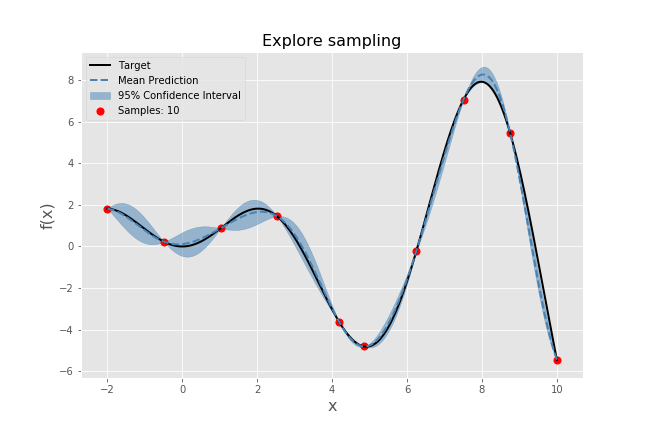 Explore sampling
Target
Mean Prediction
95% Confidence Interval
Samples: 10
f(x)
8
6
4
2
0
−2
−4
−6
−2
0
2
4
6
8
10
x